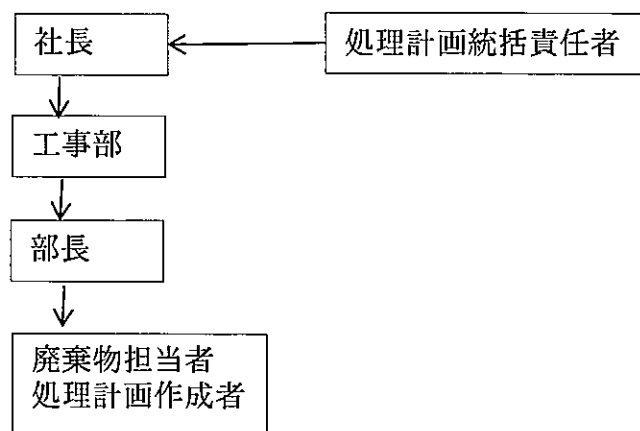 社長
処理計画統括責任者
工事部
部長
廃棄物担当者
処理計画作成者